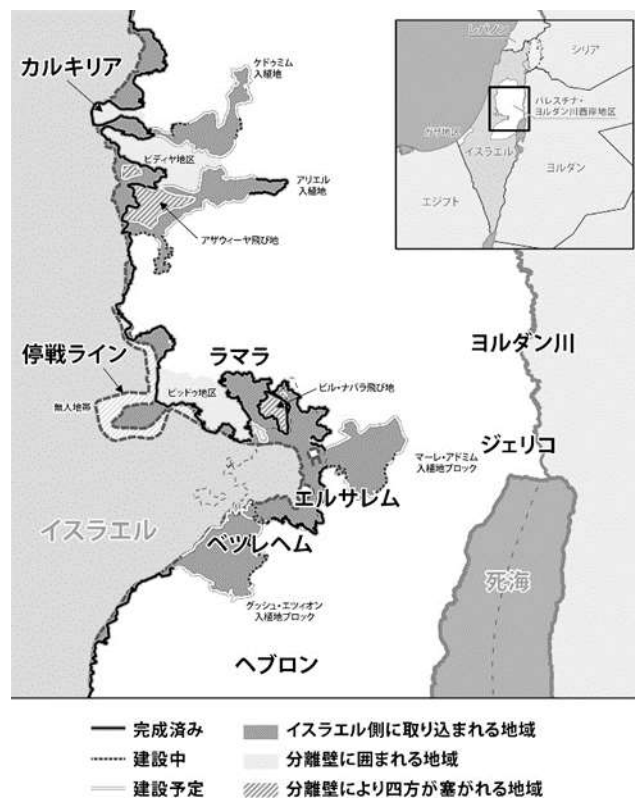 カルキリア
ケドゥミム
入植地
ビディヤ地区
アリエル
入植地
アザウィーヤ飛び地
レバノン
シリア
パレスチナ・
ヨルダン川西岸地区
ガザ地区
イスラエル
ヨルダン
エジプト
停戦ライン
ラマラ
ヨルダン川
無人地帯
ビッドゥ地区
ビル・ナバラ飛び地
ジェリコ
マーレ・アドミム
入植地ブロック
エルサレム
イスラエル
ベツレヘム
死海
グッシュ・エツィオン
入植地ブロック
ヘブロン
完成済み
イスラエル側に取り込まれる地域
建設中
分離壁に囲まれる地域
建設予定
分離壁により四方が塞がれる地域